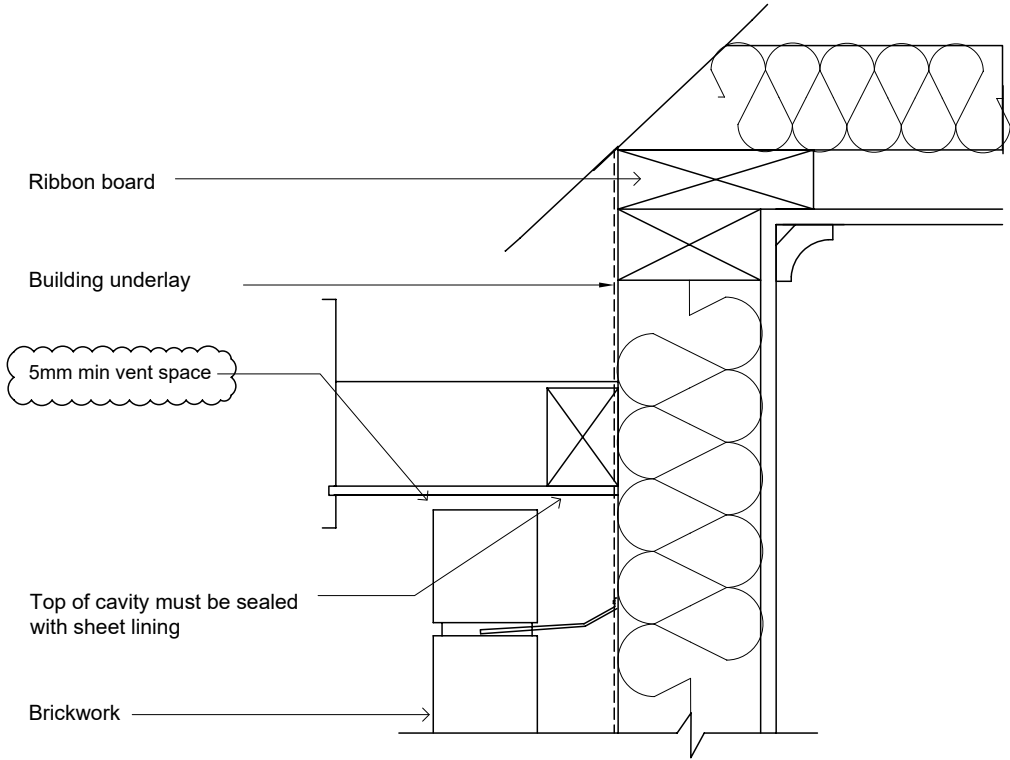 Ribbon board
Building underlay
5mm min vent space
Top of cavity must be sealed
with sheet lining
Brickwork